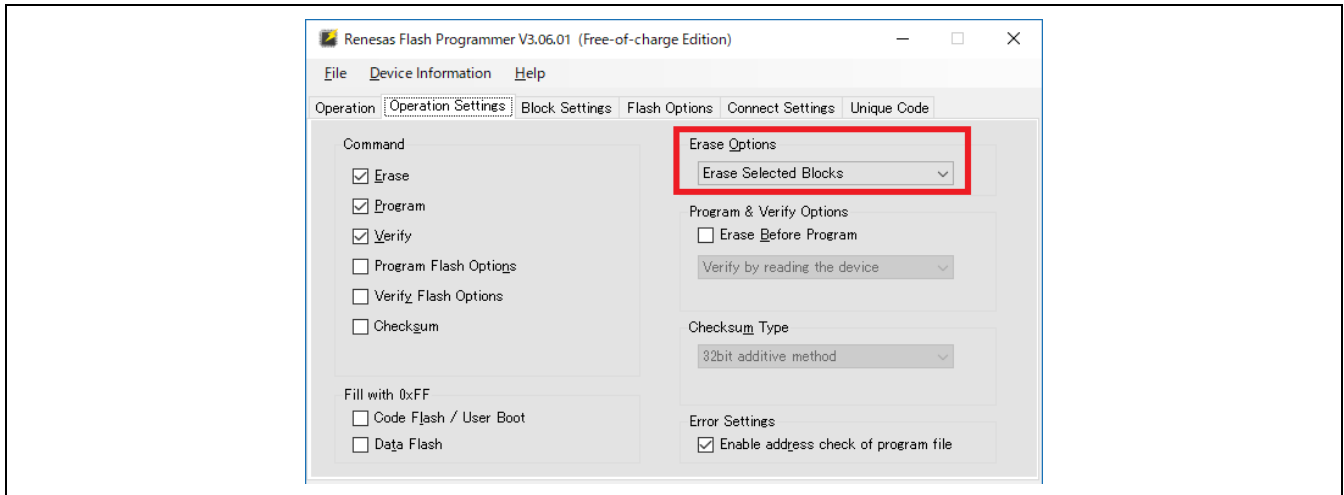 Renesas Flash Programmer V3.06.01 (Free-of-charge Edition)
File Device Information Help
Operation Operation Settings Block Settings Flash Options Connect Settings Unique Code
Command
Erase
Program
Verify
Program Flash Options
Verify Flash Options
Checksum
Fill with 0xFF
Code Flash / User Boot
Data Flash
Erase Options
Erase Selected Blocks
Program & Verify Options
Erase Before Program
Verify by reading the device
Checksum Type
32bit additive method
Error Settings
Enable address check of program file